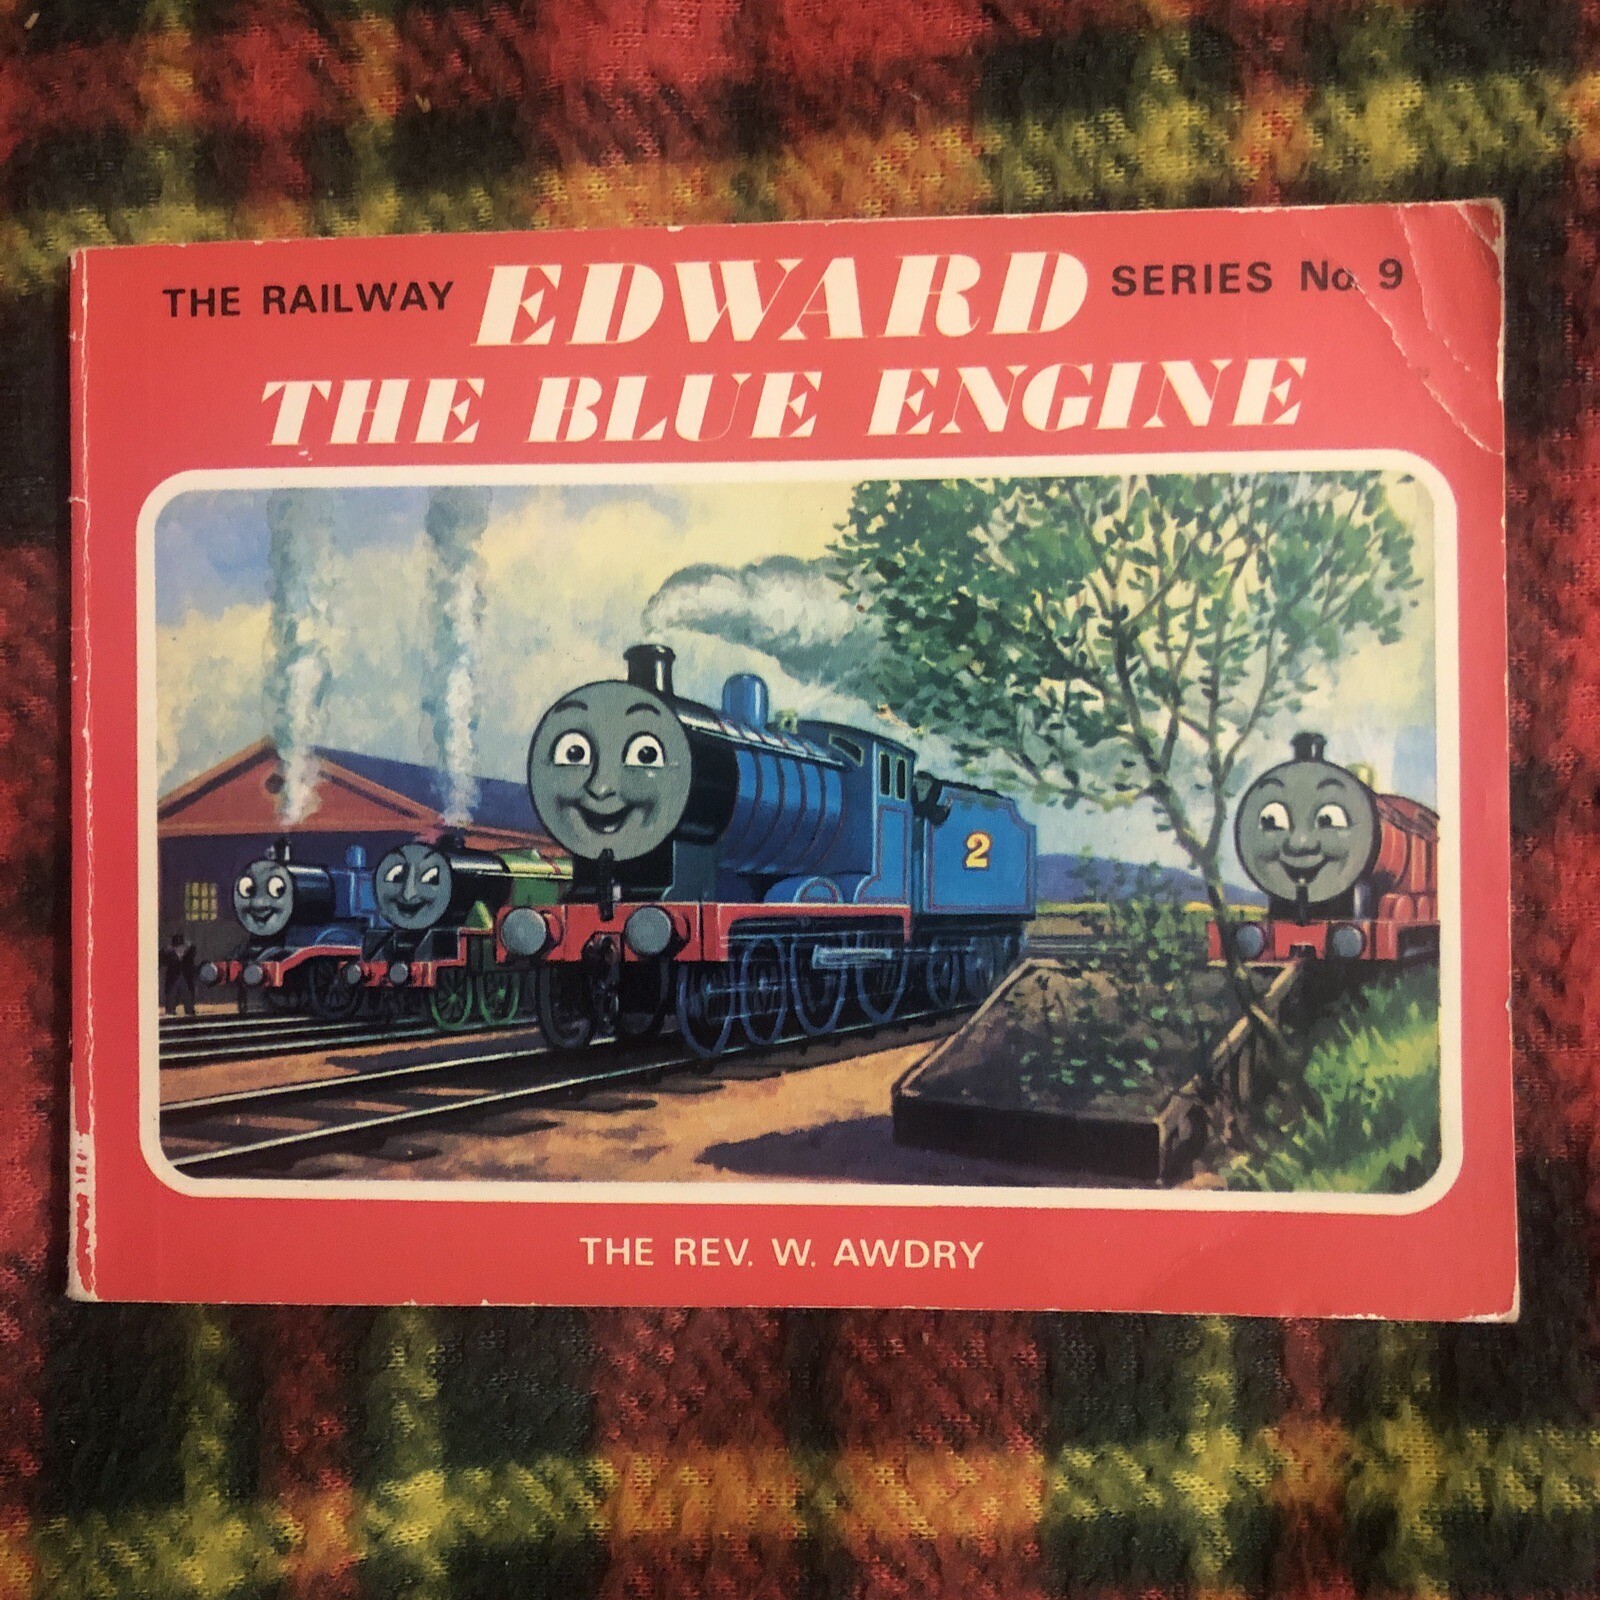 THE RAILWAY EDWARD SERIES No. 9
THE BLUE ENGINE
2
THE REV. W. AWDRY